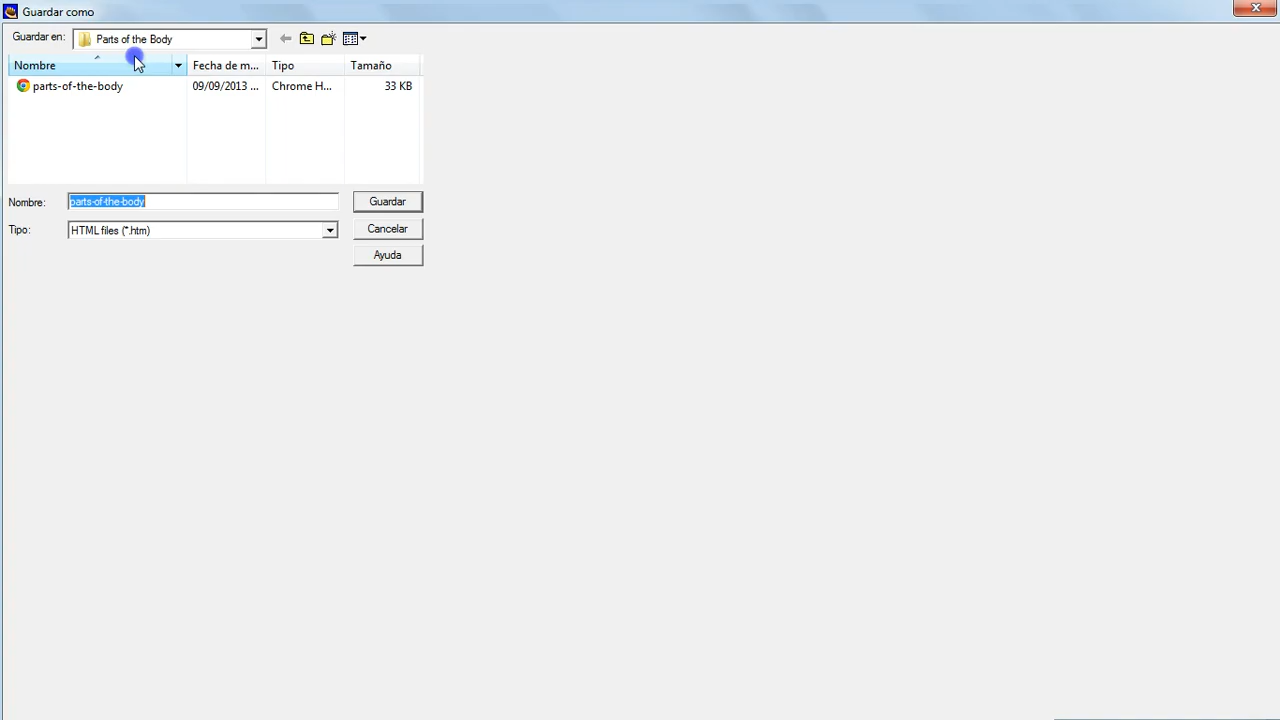 Guardar como
Guardar en: Parts of the Body
Nombre Fecha de m... Tipo Tamaño
parts-of-the-body 09/09/2013 ... Chrome H... 33 KB
Nombre: parts-of-the-body Guardar
Tipo: HTML files (*.htm) Cancelar
Ayuda